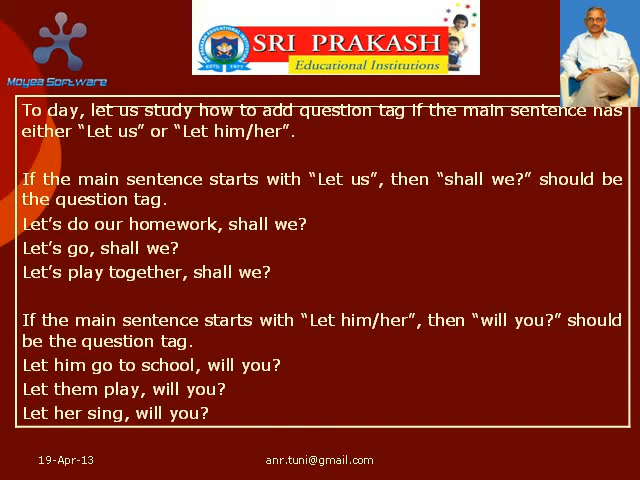 Moyea Software
SRI PRAKASH
Educational Institutions
ESTD. 1977
To day, let us study how to add question tag if the main sentence has
either “Let us” or “Let him/her”.
If the main sentence starts with “Let us”, then “shall we?” should be
the question tag.
Let’s do our homework, shall we?
Let’s go, shall we?
Let’s play together, shall we?
If the main sentence starts with “Let him/her”, then “will you?” should
be the question tag.
Let him go to school, will you?
Let them play, will you?
Let her sing, will you?
19-Apr-13
anr.tuni@gmail.com